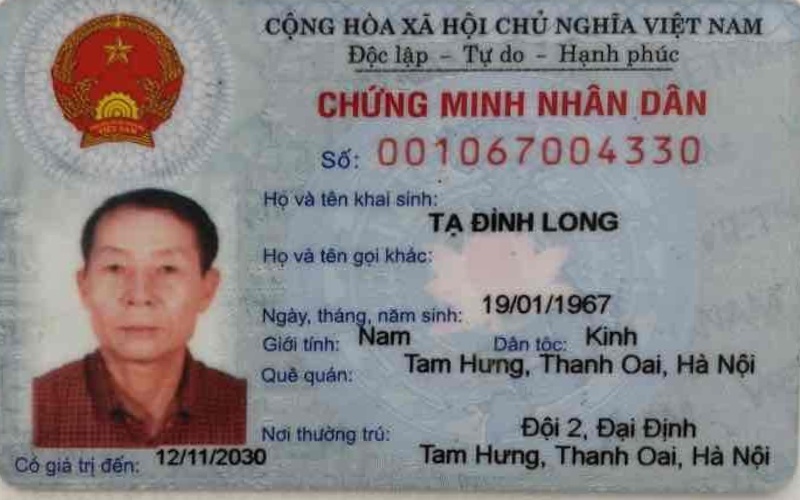 CỘNG HÒA XÃ HỘI CHỦ NGHĨA VIỆT NAM
Độc lập – Tự do – Hạnh phúc
CHỨNG MINH NHÂN DÂN
Số: 001067004330
Họ và tên khai sinh:
TẠ ĐÌNH LONG
Họ và tên gọi khác:
Ngày, tháng, năm sinh: 19/01/1967
Giới tính: Nam Dân tộc: Kinh
Quê quán: Tam Hưng, Thanh Oai, Hà Nội
Nơi thường trú: Đội 2, Đại Định
Tam Hưng, Thanh Oai, Hà Nội
Có giá trị đến: 12/11/2030